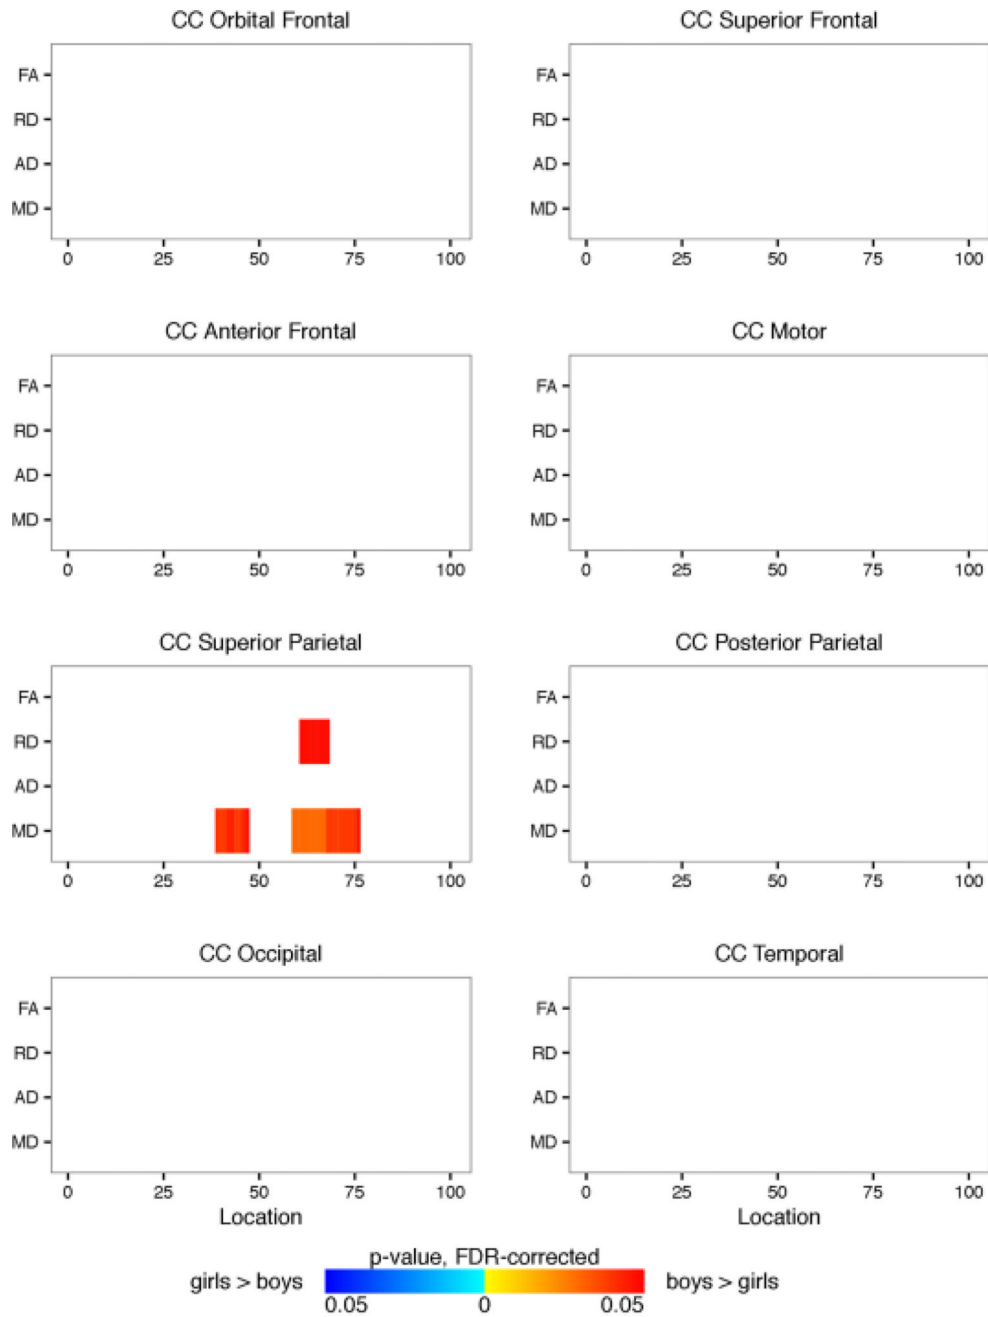 CC Orbital Frontal
FA
RD
AD
MD
0 25 50 75 100
CC Superior Frontal
FA
RD
AD
MD
0 25 50 75 100
CC Anterior Frontal
FA
RD
AD
MD
0 25 50 75 100
CC Motor
FA
RD
AD
MD
0 25 50 75 100
CC Superior Parietal
FA
RD
AD
MD
0 25 50 75 100
CC Posterior Parietal
FA
RD
AD
MD
0 25 50 75 100
CC Occipital
FA
RD
AD
MD
0 25 50 75 100
Location
CC Temporal
FA
RD
AD
MD
0 25 50 75 100
Location
p-value, FDR-corrected
girls > boys boys > girls
0.05 0 0.05